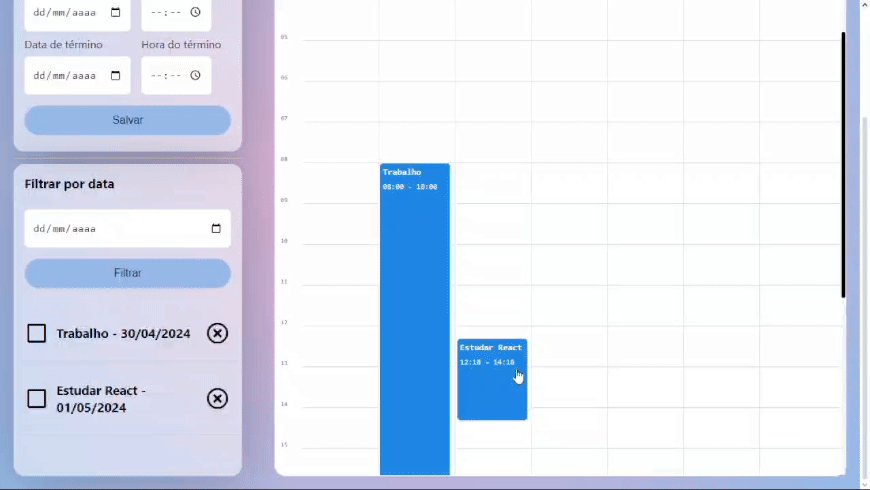 dd/mm/aaaa
--:--
Data de término
Hora do término
dd/mm/aaaa
--:--
Salvar
Filtrar por data
dd/mm/aaaa
Filtrar
Trabalho - 30/04/2024
Estudar React -
01/05/2024
05
06
07
08
Trabalho
08:00 - 18:00
09
10
11
12
Estudar React
12:18 - 14:18
13
14
15